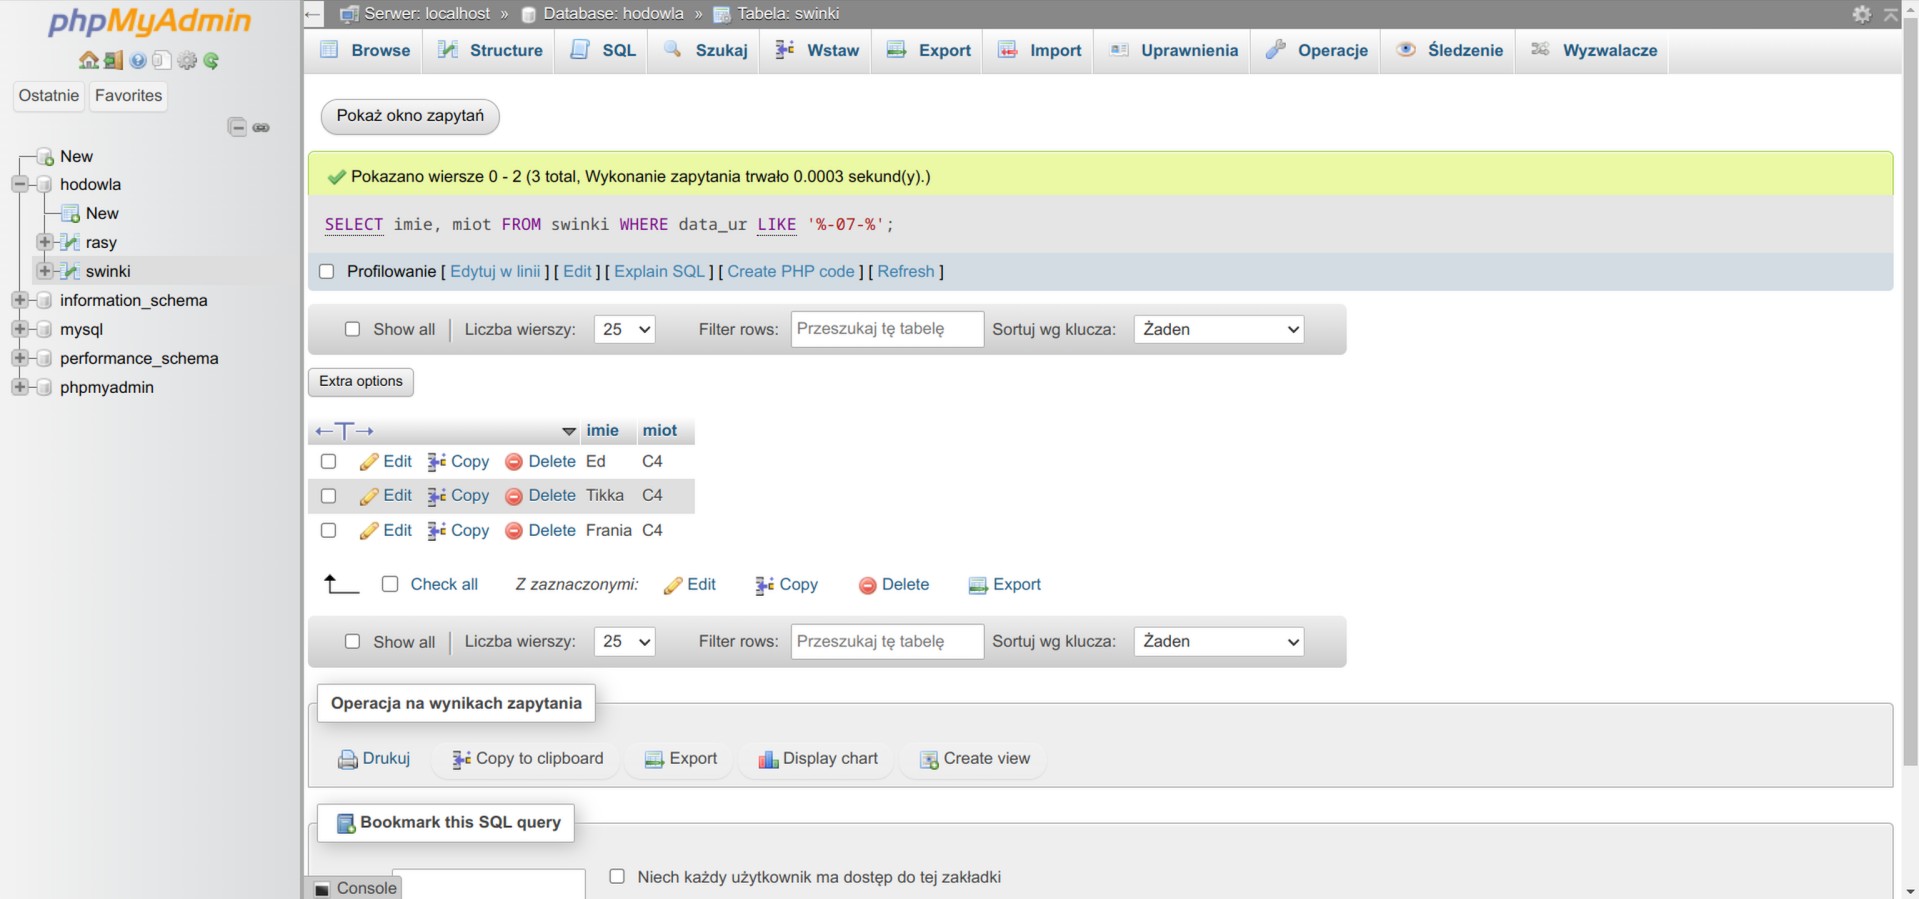 phpMyAdmin
Ostatnie Favorites
New
hodowla
New
rasy
swinki
information_schema
mysql
performance_schema
phpmyadmin
Serwer: localhost » Database: hodowla » Tabela: swinki
Browse Structure SQL Szukaj Wstaw Export Import Uprawnienia Operacje Śledzenie Wyzwalacze
Pokaż okno zapytań
Pokazano wiersze 0 - 2 (3 total, Wykonanie zapytania trwało 0.0003 sekund(y).)
SELECT imie, miot FROM swinki WHERE data_ur LIKE '%-07-%';
Profilowanie [ Edytuj w linii ] [ Edit ] [ Explain SQL ] [ Create PHP code ] [ Refresh ]
Show all Liczba wierszy: 25 Filter rows: Przeszukaj tę tabelę Sortuj wg klucza: Żaden
Extra options
imie miot
Edit Copy Delete Ed C4
Edit Copy Delete Tikka C4
Edit Copy Delete Frania C4
Check all Z zaznaczonymi: Edit Copy Delete Export
Show all Liczba wierszy: 25 Filter rows: Przeszukaj tę tabelę Sortuj wg klucza: Żaden
Operacja na wynikach zapytania
Drukuj Copy to clipboard Export Display chart Create view
Bookmark this SQL query
Niech każdy użytkownik ma dostęp do tej zakładki
Console